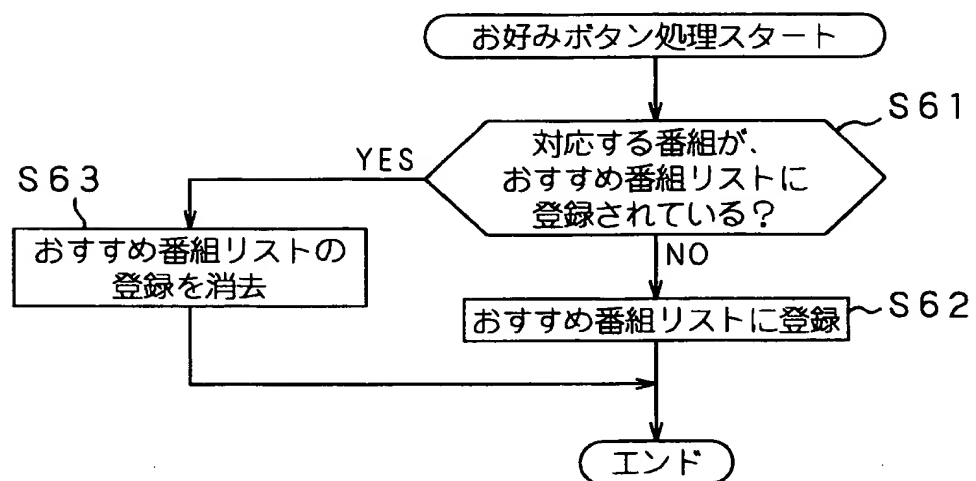 お好みボタン処理スタート
S61
対応する番組が、
おすすめ番組リストに
登録されている?
YES
S63
おすすめ番組リストの
登録を消去
NO
おすすめ番組リストに登録
S62
エンド